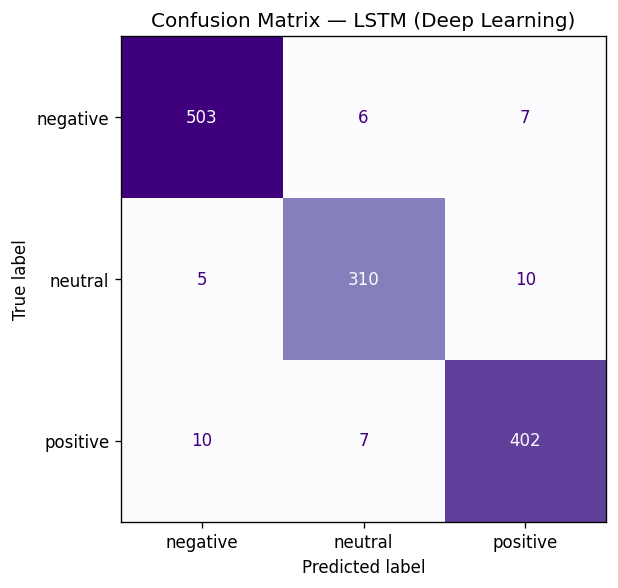 Confusion Matrix — LSTM (Deep Learning)
negative 503 6 7
neutral 5 310 10
positive 10 7 402
negative neutral positive
Predicted label
True label